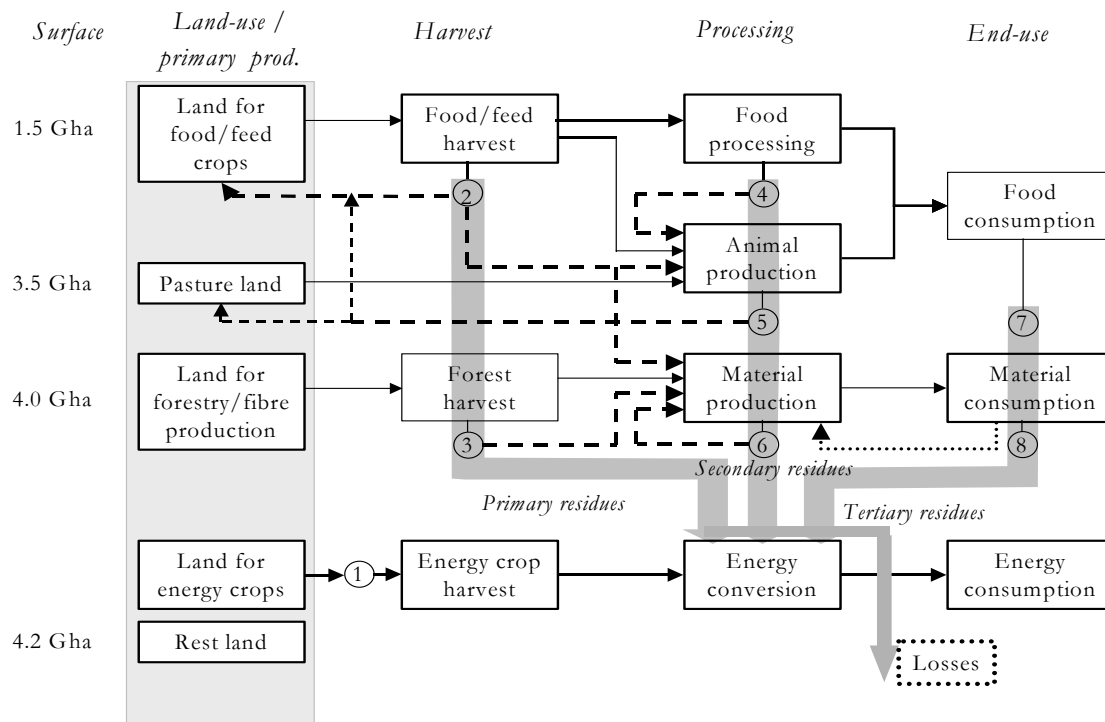 Surface
Land-use /
primary prod.
Harvest
Processing
End-use
1.5 Gha
Land for
food/feed
crops
Food/feed
harvest
Food
processing
2
4
Food
consumption
Animal
production
3.5 Gha
Pasture land
5
7
4.0 Gha
Land for
forestry/fibre
production
Forest
harvest
Material
production
Material
consumption
3
6
8
Secondary residues
Primary residues
Tertiary residues
Land for
energy crops
1
Energy crop
harvest
Energy
conversion
Energy
consumption
4.2 Gha
Rest land
Losses